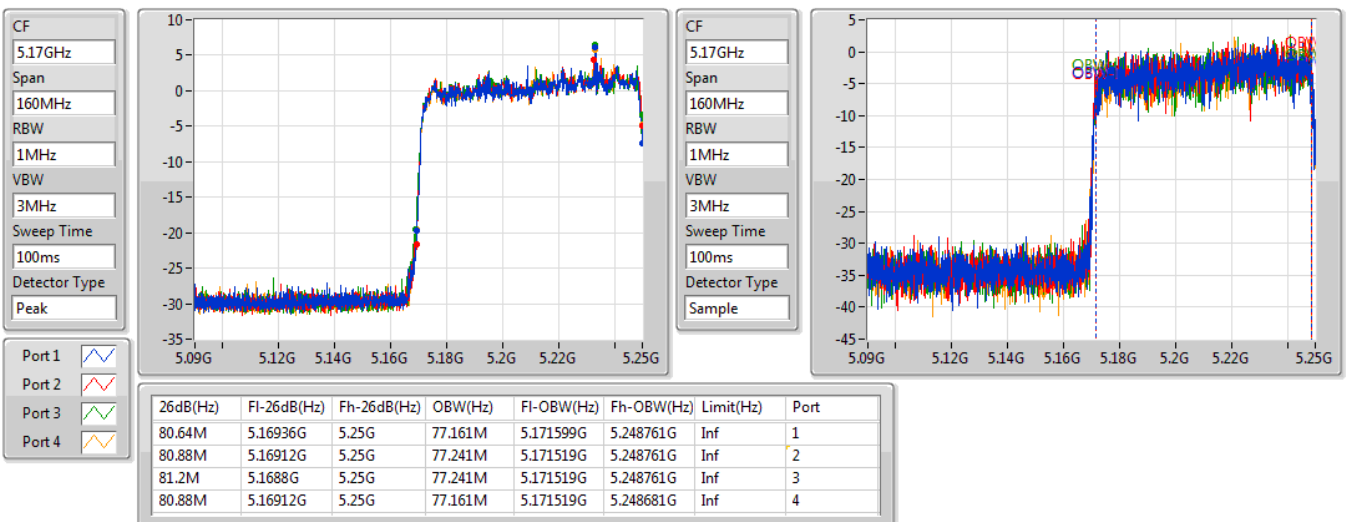 CF
5.17GHz
Span
160MHz
RBW
1MHz
VBW
3MHz
Sweep Time
100ms
Detector Type
Peak
10
5
0
-5
-10
-15
-20
-25
-30
-35
5.09G 5.12G 5.14G 5.16G 5.18G 5.2G 5.22G 5.25G
CF
5.17GHz
Span
160MHz
RBW
1MHz
VBW
3MHz
Sweep Time
100ms
Detector Type
Sample
5
0
-5
-10
-15
-20
-25
-30
-35
-40
-45
OBW
OBW
OBW
5.09G 5.12G 5.14G 5.16G 5.18G 5.2G 5.22G 5.25G
Port 1
Port 2
Port 3
Port 4
26dB(Hz) Fl-26dB(Hz) Fh-26dB(Hz) OBW(Hz) Fl-OBW(Hz) Fh-OBW(Hz) Limit(Hz) Port
80.64M 5.16936G 5.25G 77.161M 5.171599G 5.248761G Inf 1
80.88M 5.16912G 5.25G 77.241M 5.171519G 5.248761G Inf 2
81.2M 5.1688G 5.25G 77.241M 5.171519G 5.248761G Inf 3
80.88M 5.16912G 5.25G 77.161M 5.171519G 5.248681G Inf 4